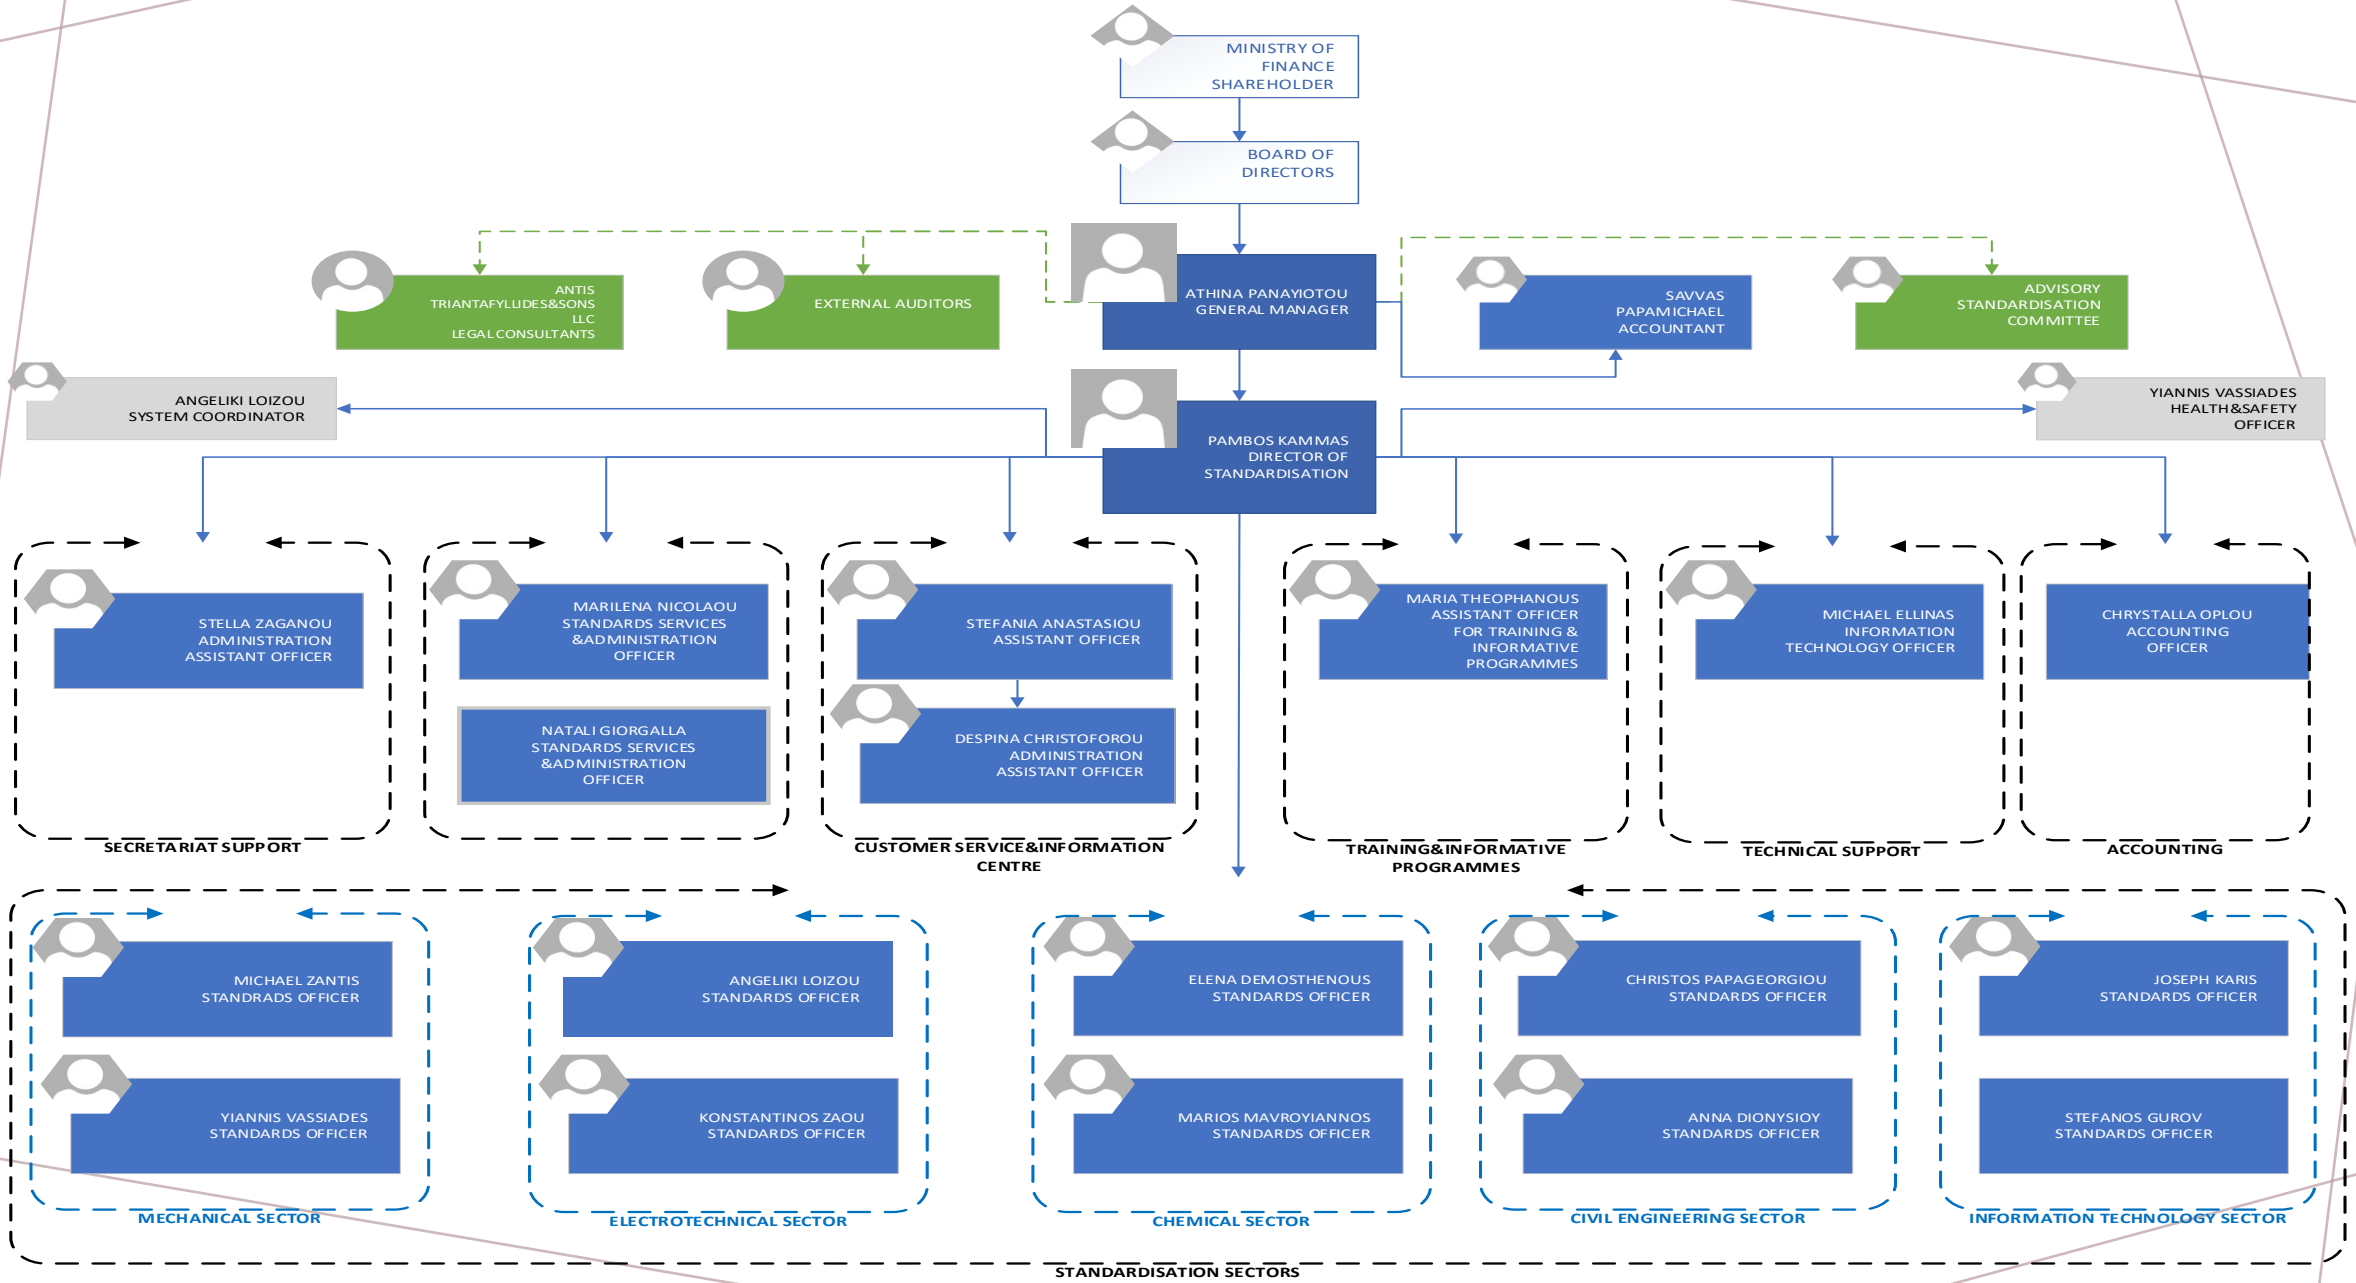 MINISTRY OF
FINANCE
SHAREHOLDER
BOARD OF
DIRECTORS
ANTIS
TRIANTAFYLLIDES&SONS
LLC
LEGAL CONSULTANTS
EXTERNAL AUDITORS
ATHINA PANAYIOTOU
GENERAL MANAGER
SAVVAS
PAPAMICHAEL
ACCOUNTANT
ADVISORY
STANDARDISATION
COMMITTEE
ANGELIKI LOIZOU
SYSTEM COORDINATOR
PAMBOS KAMMAS
DIRECTOR OF
STANDARDISATION
YIANNIS VASSIADES
HEALTH&SAFETY
OFFICER
STELLA ZAGANOU
ADMINISTRATION
ASSISTANT OFFICER
MARILENA NICOLAOU
STANDARDS SERVICES
&ADMINISTRATION
OFFICER
NATALI GIORGALLA
STANDARDS SERVICES
&ADMINISTRATION
OFFICER
STEFANIA ANASTASIOU
ASSISTANT OFFICER
DESPINA CHRISTOFOROU
ADMINISTRATION
ASSISTANT OFFICER
MARIA THEOPHANOUS
ASSISTANT OFFICER
FOR TRAINING &
INFORMATIVE
PROGRAMMES
MICHAEL ELLINAS
INFORMATION
TECHNOLOGY OFFICER
CHRYSTALLA OPLOU
ACCOUNTING
OFFICER
SECRETARIAT SUPPORT
CUSTOMER SERVICE&INFORMATION
CENTRE
TRAINING&INFORMATIVE
PROGRAMMES
TECHNICAL SUPPORT
ACCOUNTING
MICHAEL ZANTIS
STANDRADS OFFICER
YIANNIS VASSIADES
STANDARDS OFFICER
MECHANICAL SECTOR
ANGELIKI LOIZOU
STANDARDS OFFICER
KONSTANTINOS ZAOU
STANDARDS OFFICER
ELECTROTECHNICAL SECTOR
ELENA DEMOSTHENOUS
STANDARDS OFFICER
MARIOS MAVROYIANNOS
STANDARDS OFFICER
CHEMICAL SECTOR
CHRISTOS PAPAGEORGIOU
STANDARDS OFFICER
ANNA DIONYSIOY
STANDARDS OFFICER
CIVIL ENGINEERING SECTOR
JOSEPH KARIS
STANDARDS OFFICER
STEFANOS GUROV
STANDARDS OFFICER
INFORMATION TECHNOLOGY SECTOR
STANDARDISATION SECTORS